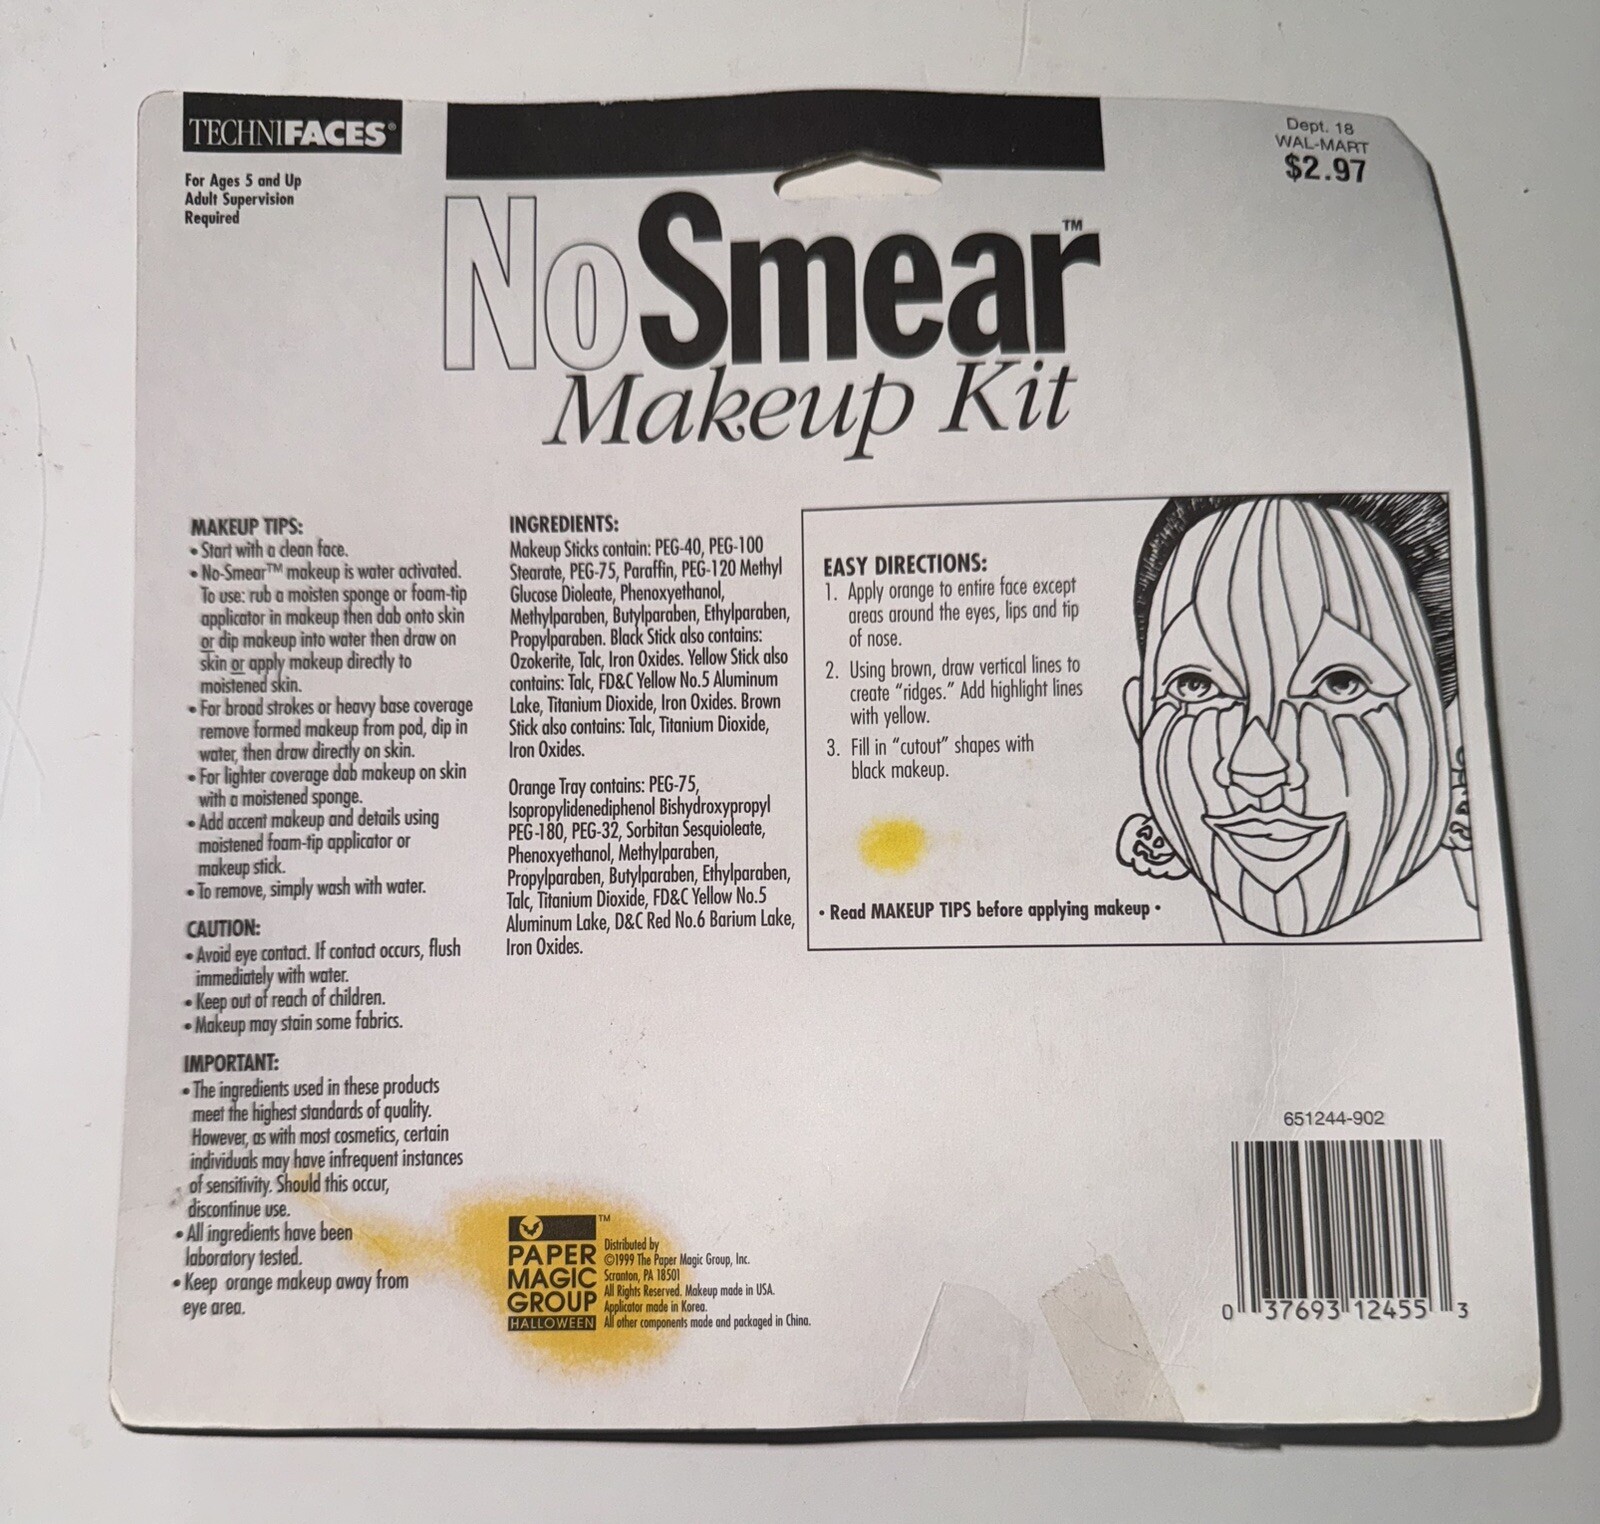 TECHNIFACES®
For Ages 5 and Up
Adult Supervision
Required
Dept. 18
WAL-MART
$2.97
NoSmear™
Makeup Kit
MAKEUP TIPS:
• Start with a clean face.
• No-Smear™ makeup is water activated.
To use: rub a moisten sponge or foam-tip
applicator in makeup then dab onto skin
or dip makeup into water then draw on
skin or apply makeup directly to
moistened skin.
• For broad strokes or heavy base coverage
remove formed makeup from pod, dip in
water, then draw directly on skin.
• For lighter coverage dab makeup on skin
with a moistened sponge.
• Add accent makeup and details using
moistened foam-tip applicator or
makeup stick.
• To remove, simply wash with water.
CAUTION:
• Avoid eye contact. If contact occurs, flush
immediately with water.
• Keep out of reach of children.
• Makeup may stain some fabrics.
IMPORTANT:
• The ingredients used in these products
meet the highest standards of quality.
However, as with most cosmetics, certain
individuals may have infrequent instances
of sensitivity. Should this occur,
discontinue use.
• All ingredients have been
laboratory tested.
• Keep orange makeup away from
eye area.
INGREDIENTS:
Makeup Sticks contain: PEG-40, PEG-100
Stearate, PEG-75, Paraffin, PEG-120 Methyl
Glucose Dioleate, Phenoxyethanol,
Methylparaben, Butylparaben, Ethylparaben,
Propylparaben. Black Stick also contains:
Ozokerite, Talc, Iron Oxides. Yellow Stick also
contains: Talc, FD&C Yellow No.5 Aluminum
Lake, Titanium Dioxide, Iron Oxides. Brown
Stick also contains: Talc, Titanium Dioxide,
Iron Oxides.
Orange Tray contains: PEG-75,
Isopropylidenediphenol Bishydroxypropyl
PEG-180, PEG-32, Sorbitan Sesquioleate,
Phenoxyethanol, Methylparaben,
Propylparaben, Butylparaben, Ethylparaben,
Talc, Titanium Dioxide, FD&C Yellow No.5
Aluminum Lake, D&C Red No.6 Barium Lake,
Iron Oxides.
EASY DIRECTIONS:
1. Apply orange to entire face except
areas around the eyes, lips and tip
of nose.
2. Using brown, draw vertical lines to
create "ridges." Add highlight lines
with yellow.
3. Fill in "cutout" shapes with
black makeup.
• Read MAKEUP TIPS before applying makeup •
PAPER
MAGIC
GROUP
HALLOWEEN
™
Distributed by
©1999 The Paper Magic Group, Inc.
Scranton, PA 18501
All Rights Reserved. Makeup made in USA.
Applicator made in Korea.
All other components made and packaged in China.
651244-902
0 37693 12455 3